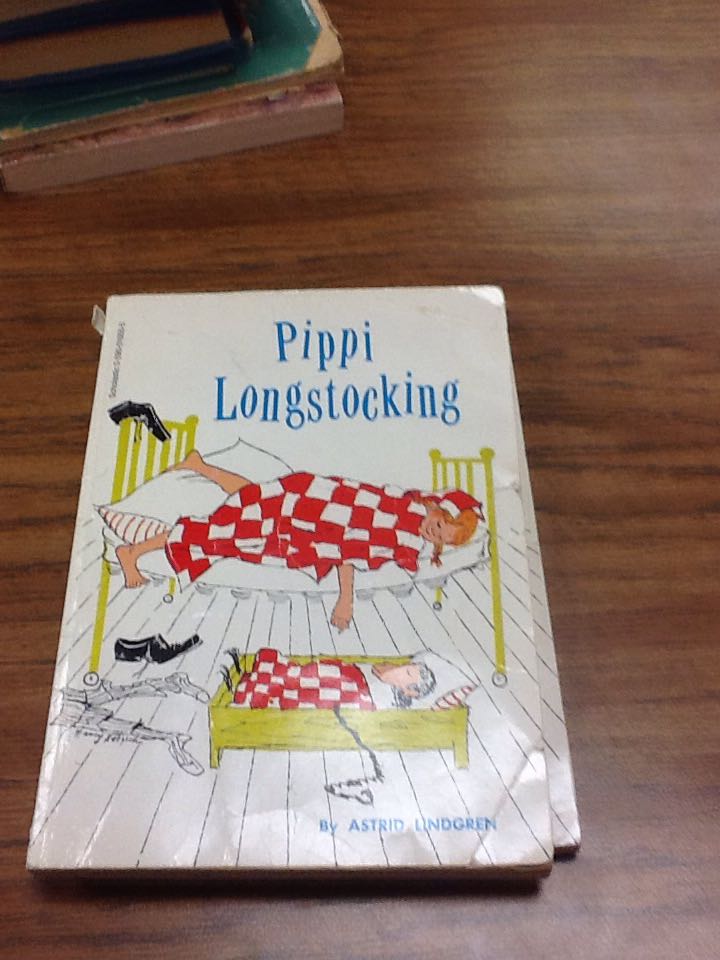 Pippi
Longstocking
By ASTRID LINDGREN